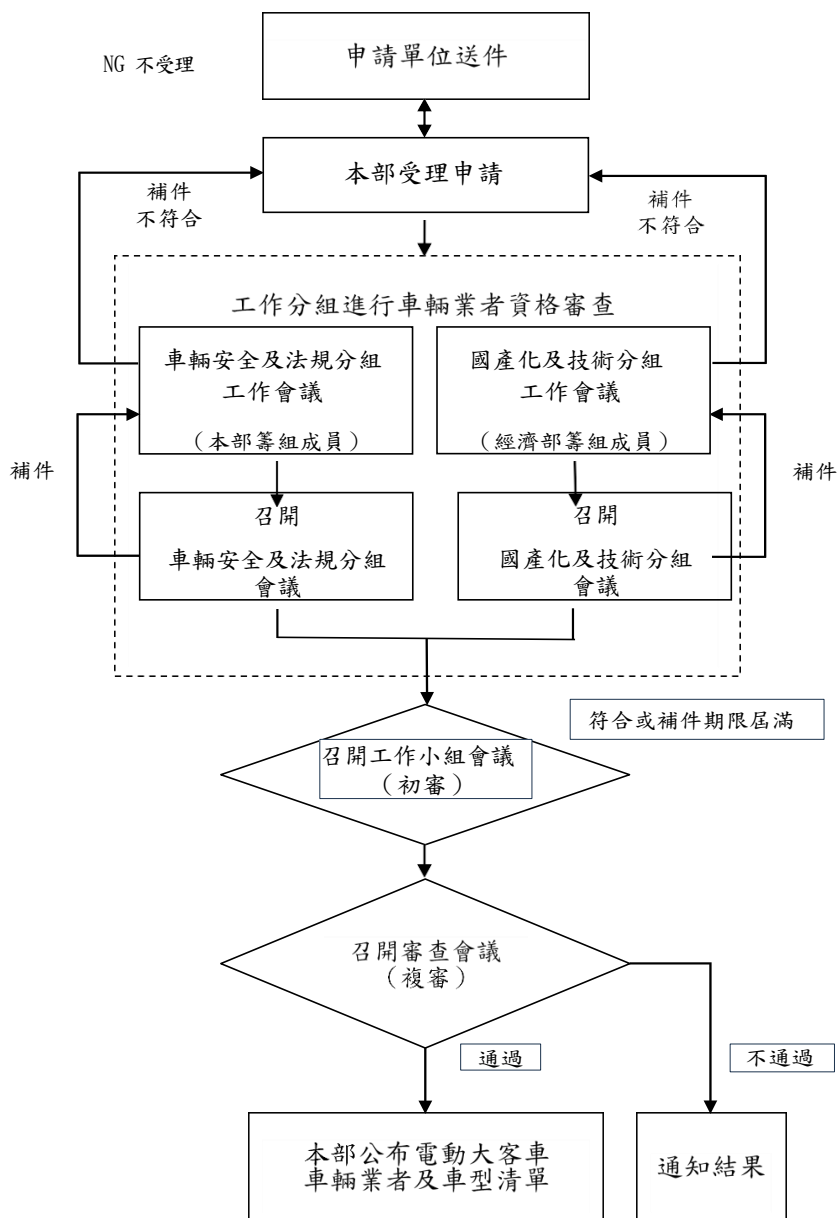 申請單位送件
NG 不受理
本部受理申請
補件
不符合
補件
不符合
工作分組進行車輛業者資格審查
車輛安全及法規分組
工作會議
（本部籌組成員）
國產化及技術分組
工作會議
（經濟部籌組成員）
補件
補件
召開
車輛安全及法規分組
會議
召開
國產化及技術分組
會議
符合或補件期限屆滿
召開工作小組會議
（初審）
召開審查會議
（複審）
通過
不通過
本部公布電動大客車
車輛業者及車型清單
通知結果